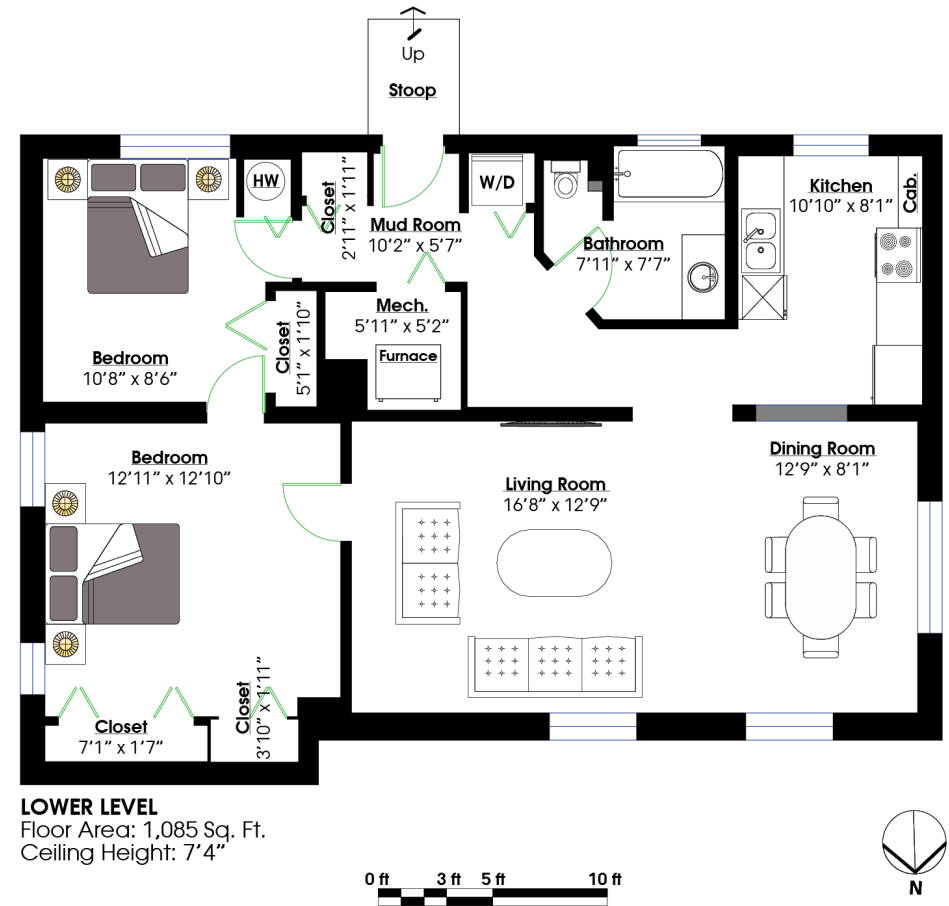 Up
Stoop
HW
Closet
2’11” x 1’11”
Mud Room
10’2” x 5’7”
W/D
Bathroom
7’11” x 7’7”
Kitchen
10’10” x 8’1”
Cab.
Bedroom
10’8” x 8’6”
Closet
5’1” x 1’10”
Mech.
5’11” x 5’2”
Furnace
Bedroom
12’11” x 12’10”
Living Room
16’8” x 12’9”
Dining Room
12’9” x 8’1”
Closet
7’1” x 1’7”
Closet
3’10” x 1’11”
LOWER LEVEL
Floor Area: 1,085 Sq. Ft.
Ceiling Height: 7’4”
0 ft 3 ft 5 ft 10 ft
N